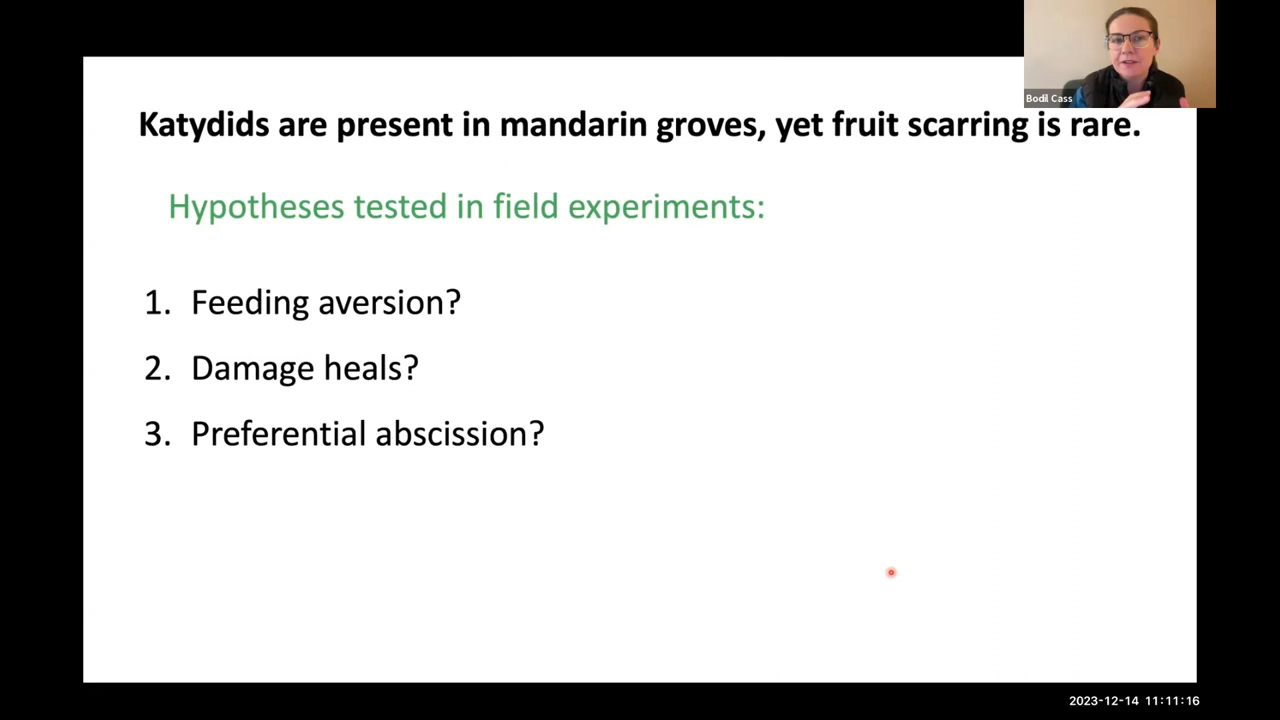 Bodil Cass
Katydids are present in mandarin groves, yet fruit scarring is rare.
Hypotheses tested in field experiments:
1. Feeding aversion?
2. Damage heals?
3. Preferential abscission?
2023-12-14 11:11:16